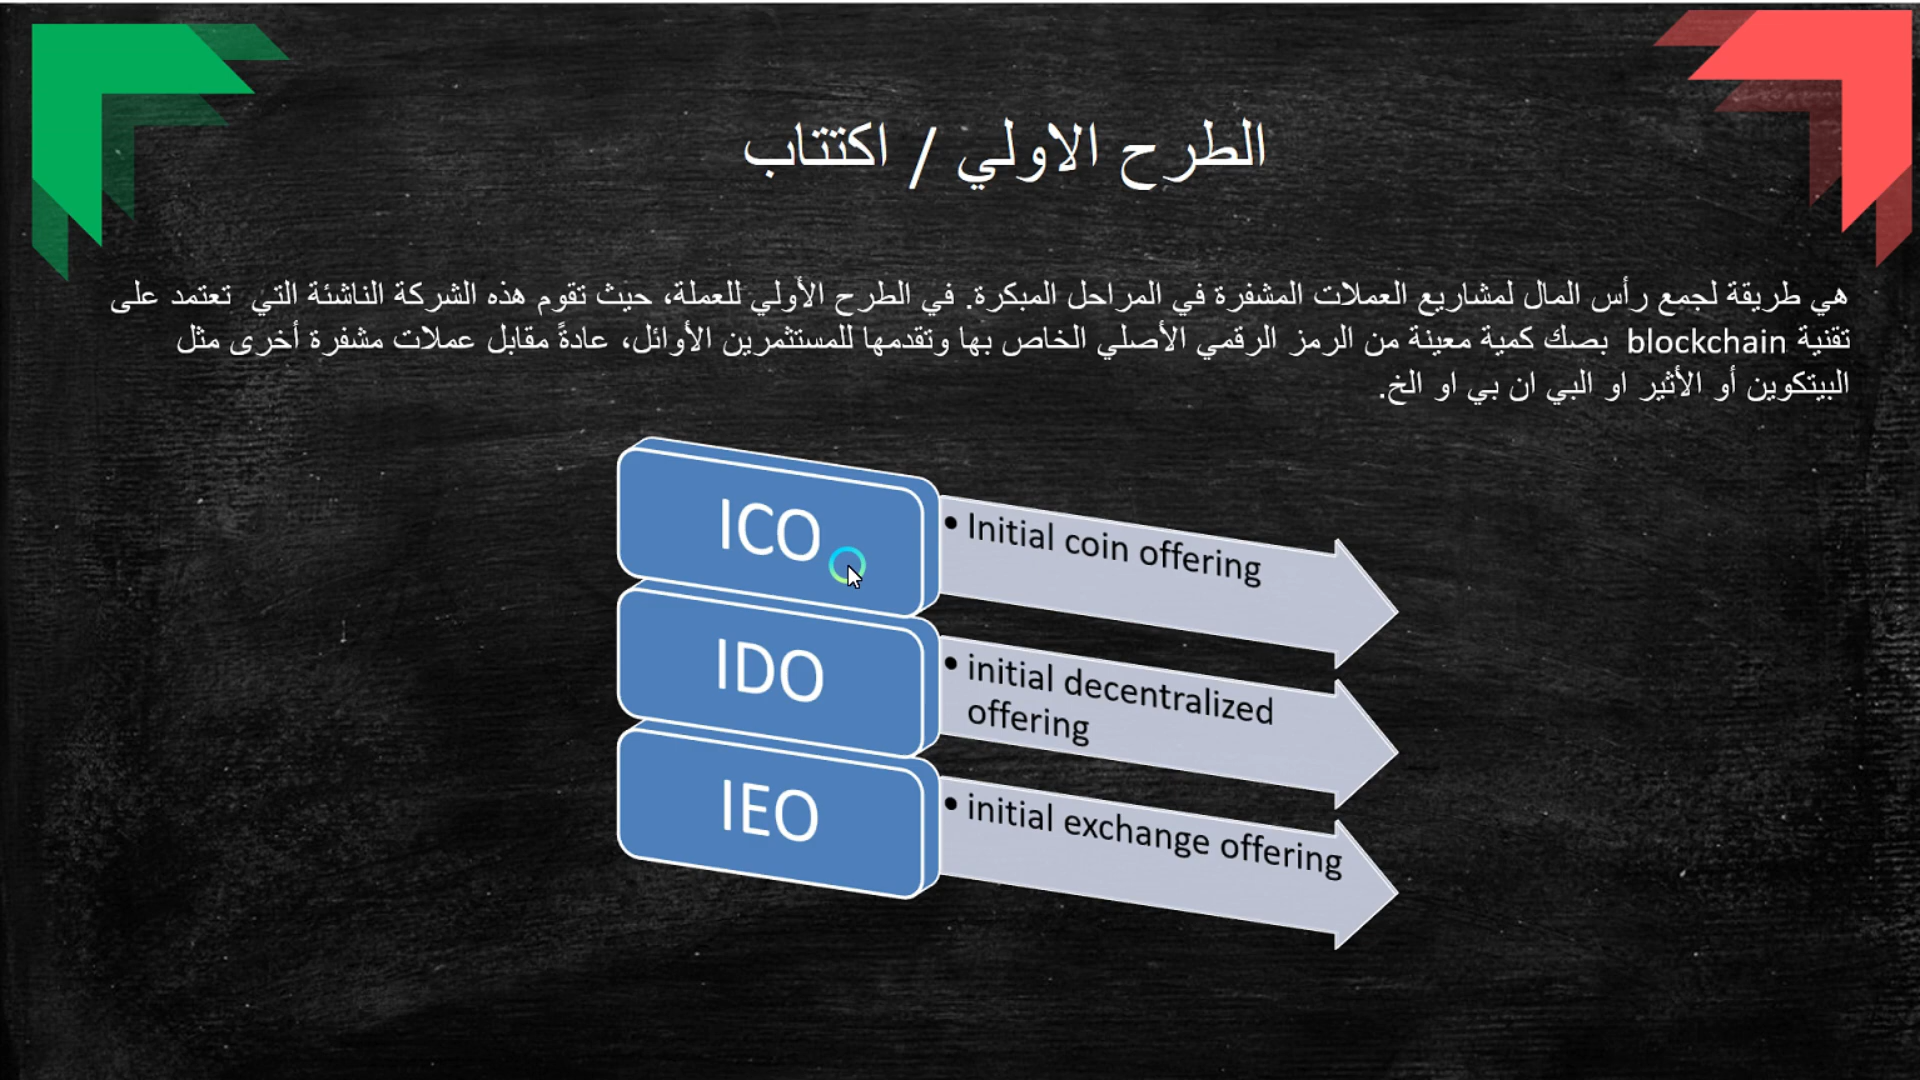 الطرح الاولي / اكتتاب
هي طريقة لجمع رأس المال لمشاريع العملات المشفرة في المراحل المبكرة. في الطرح الأولي للعملة، حيث تقوم هذه الشركة الناشئة التي تعتمد على
تقنية blockchain بصك كمية معينة من الرمز الرقمي الأصلي الخاص بها وتقدمها للمستثمرين الأوائل، عادةً مقابل عملات مشفرة أخرى مثل
البيتكوين أو الأثير او البي ان بي او الخ.
ICO
• Initial coin offering
IDO
• initial decentralized
offering
IEO
• initial exchange offering